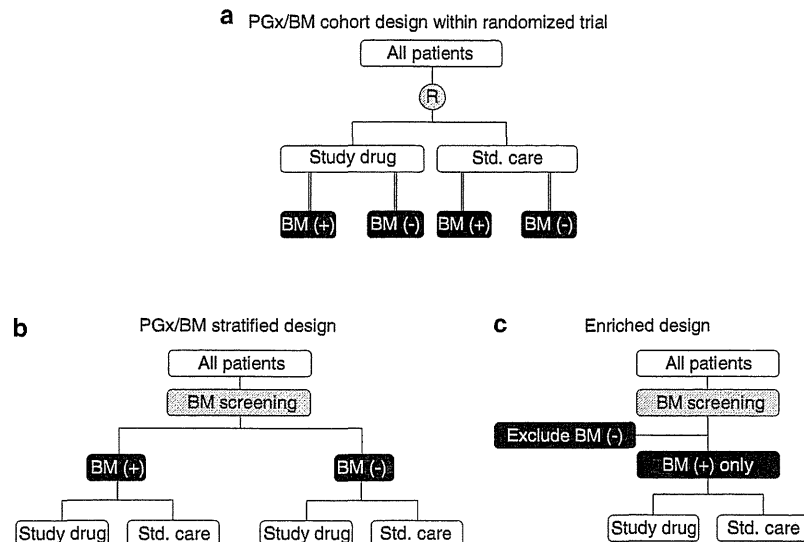 a PGx/BM cohort design within randomized trial
All patients
R
Study drug Std. care
BM (+) BM (-) BM (+) BM (-)
b PGx/BM stratified design
All patients
BM screening
BM (+) BM (-)
Study drug Std. care Study drug Std. care
c Enriched design
All patients
BM screening
Exclude BM (-)
BM (+) only
Study drug Std. care